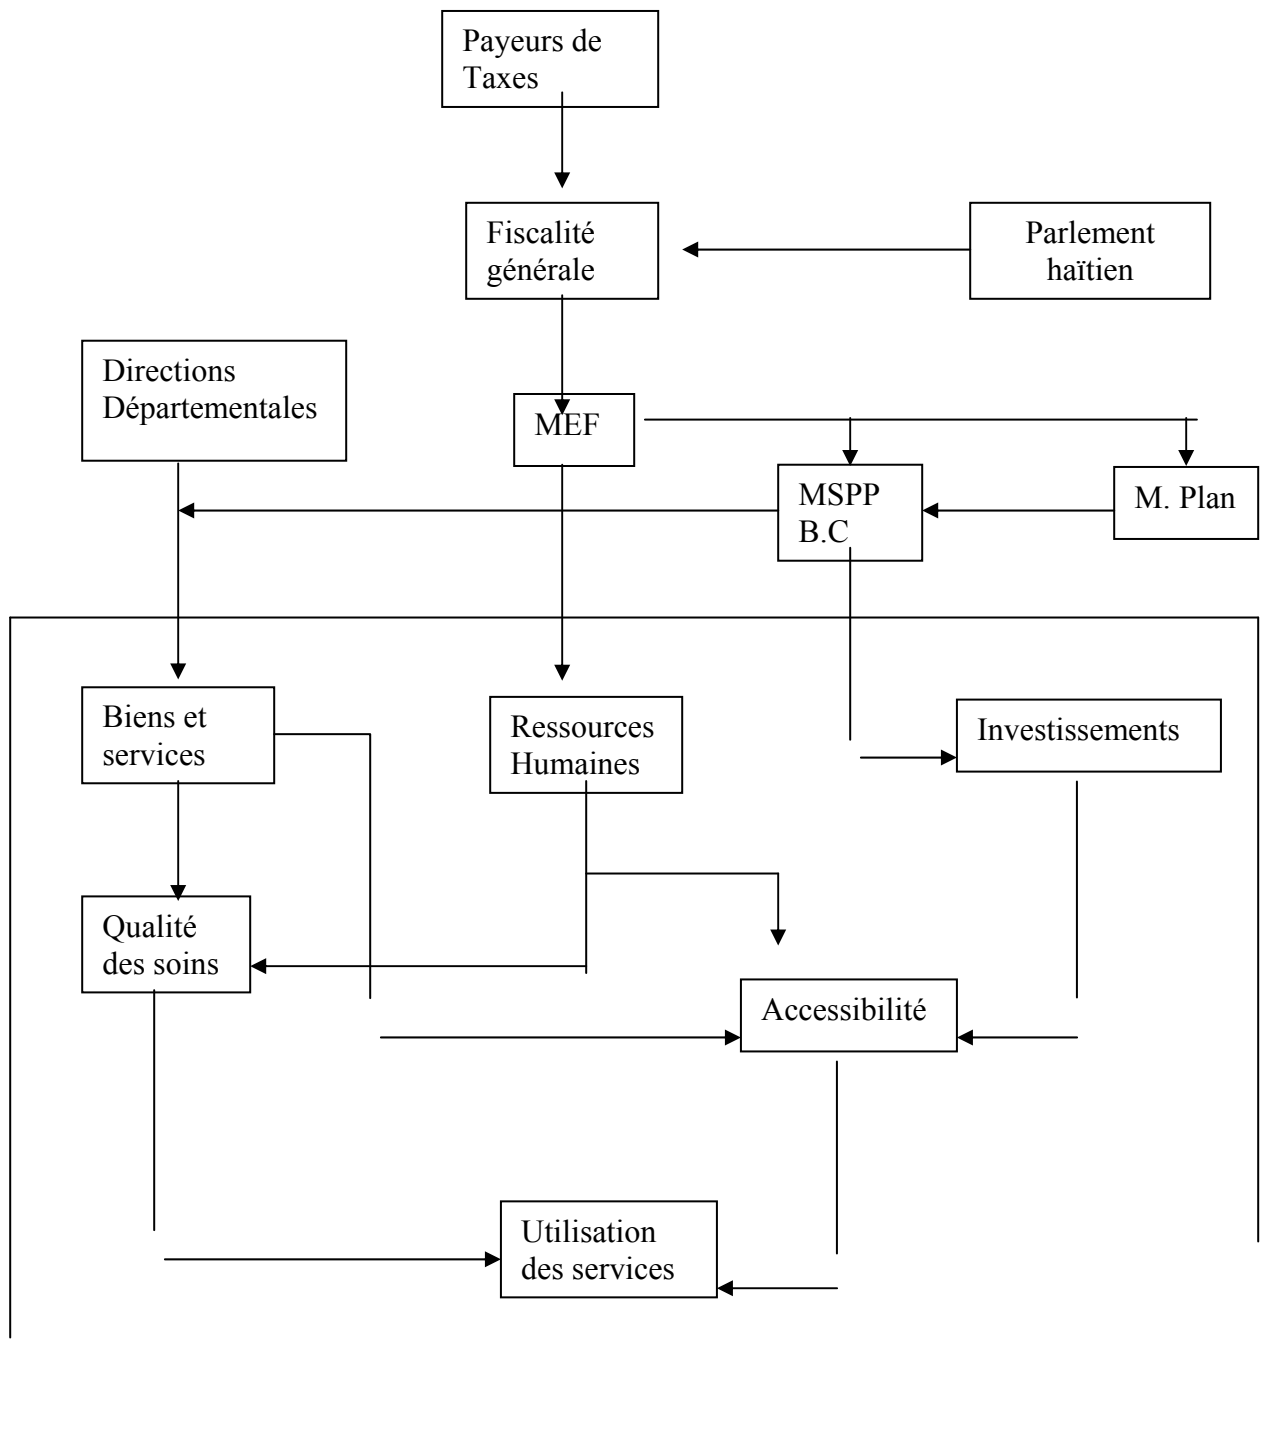 Payeurs de
Taxes
Fiscalité
générale
Parlement
haïtien
Directions
Départementales
MEF
MSPP
B.C
M. Plan
Biens et
services
Ressources
Humaines
Investissements
Qualité
des soins
Accessibilité
Utilisation
des services